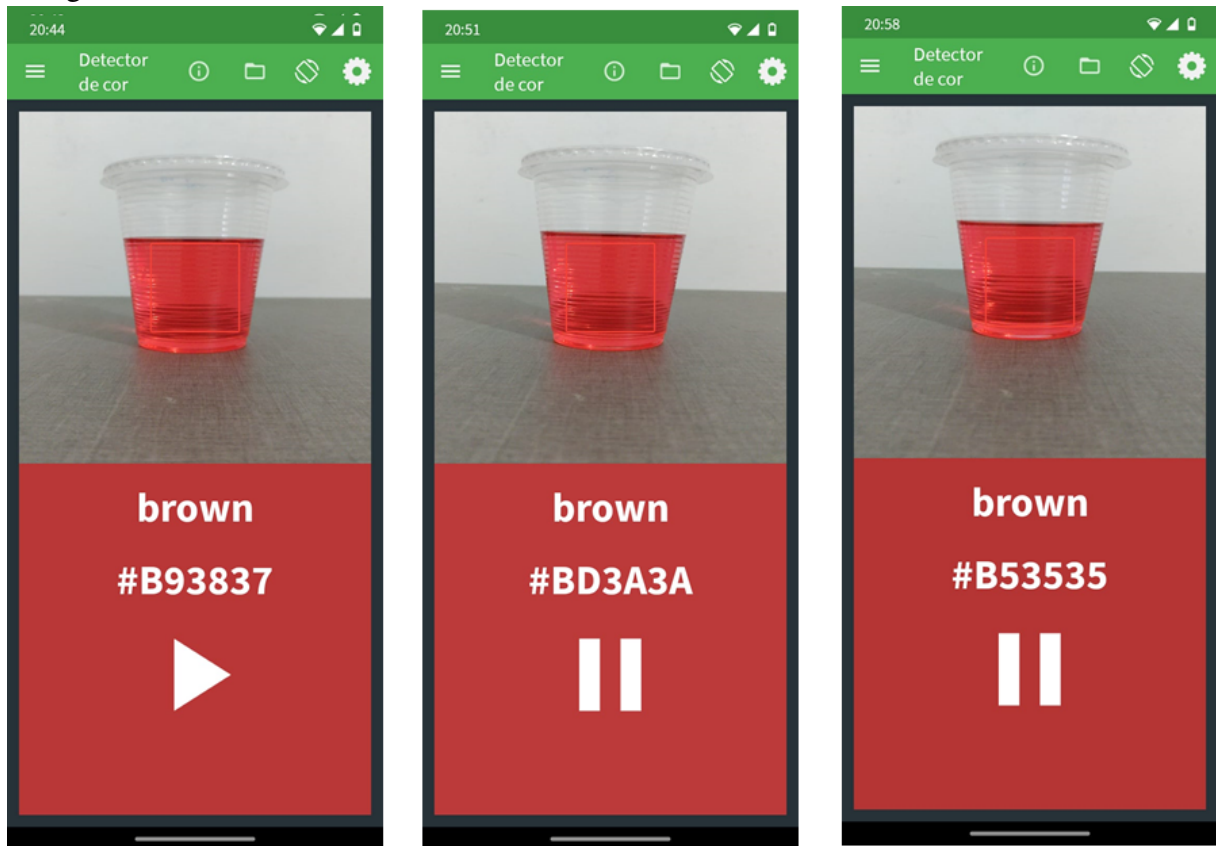 20:44
Detector
de cor
brown
#B93837
20:51
Detector
de cor
brown
#BD3A3A
20:58
Detector
de cor
brown
#B53535